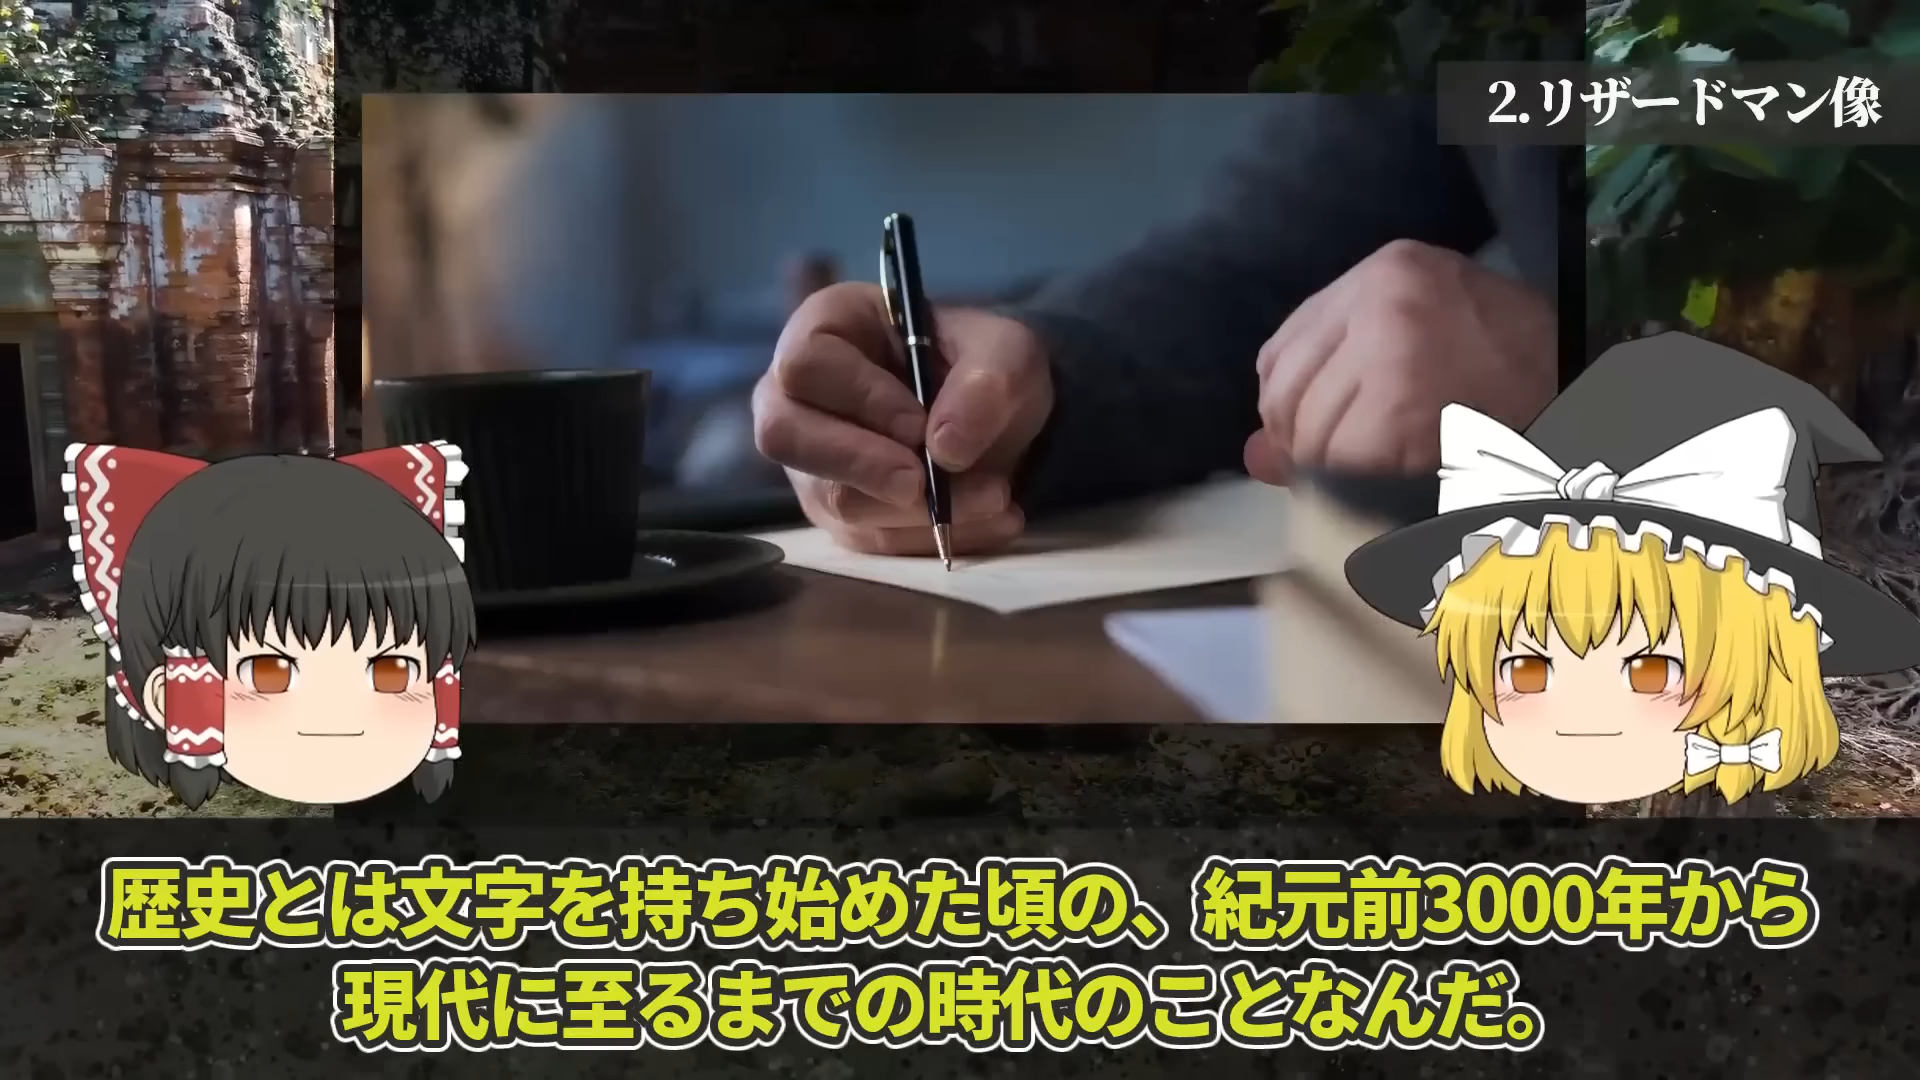 2.リザードマン像
歴史とは文字を持ち始めた頃の、紀元前3000年から
現代に至るまでの時代のことなんだ。